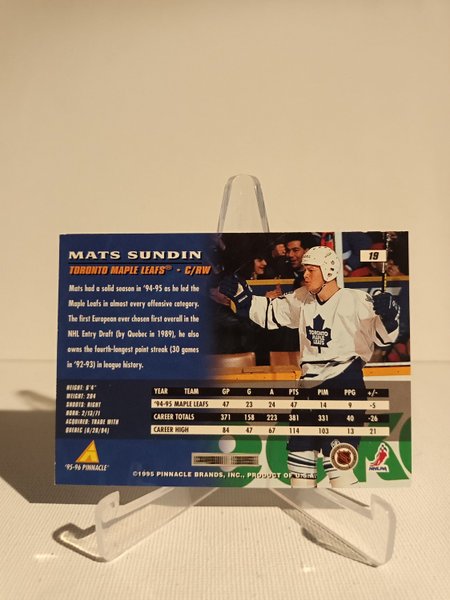 MATS SUNDIN
19
TORONTO MAPLE LEAFS® - C/RW
Mats had a solid season in '94-95 as he led the
Maple Leafs in almost every offensive category.
The first European ever chosen first overall in the
NHL Entry Draft (by Quebec in 1989), he also
owns the fourth-longest point streak (30 games
in '92-93) in league history.
TORONTO
MAPLE
LEAFS
HEIGHT: 6'4"
WEIGHT: 204
SHOOTS: RIGHT
BORN: 2/13/71
ACQUIRED: TRADE WITH
QUEBEC (6/28/94)
YEAR TEAM GP G A PTS PIM PPG +/-
'94-95 MAPLE LEAFS 47 23 24 47 14 9 -5
CAREER TOTALS 371 158 223 381 331 40 -26
CAREER HIGH 84 47 67 114 103 13 21
'95-96 PINNACLE
©1995 PINNACLE BRANDS, INC., PRODUCT OF U.S.A.
NHL
NHLPA